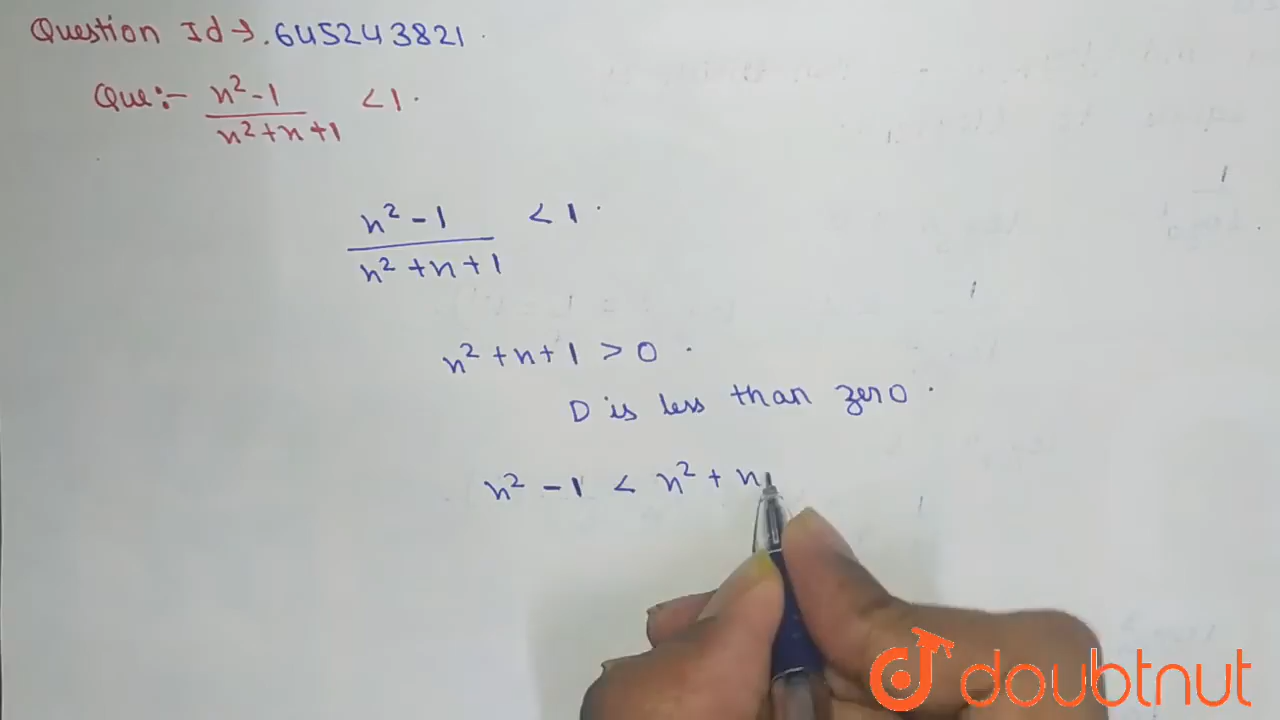 Question Id → . 645243821 .
Que :- x² - 1 < 1 .
x² + x + 1
x² - 1 < 1 .
x² + x + 1
x² + x + 1 > 0 .
D is less than zero .
x² - 1 < x² + x
doubtnut